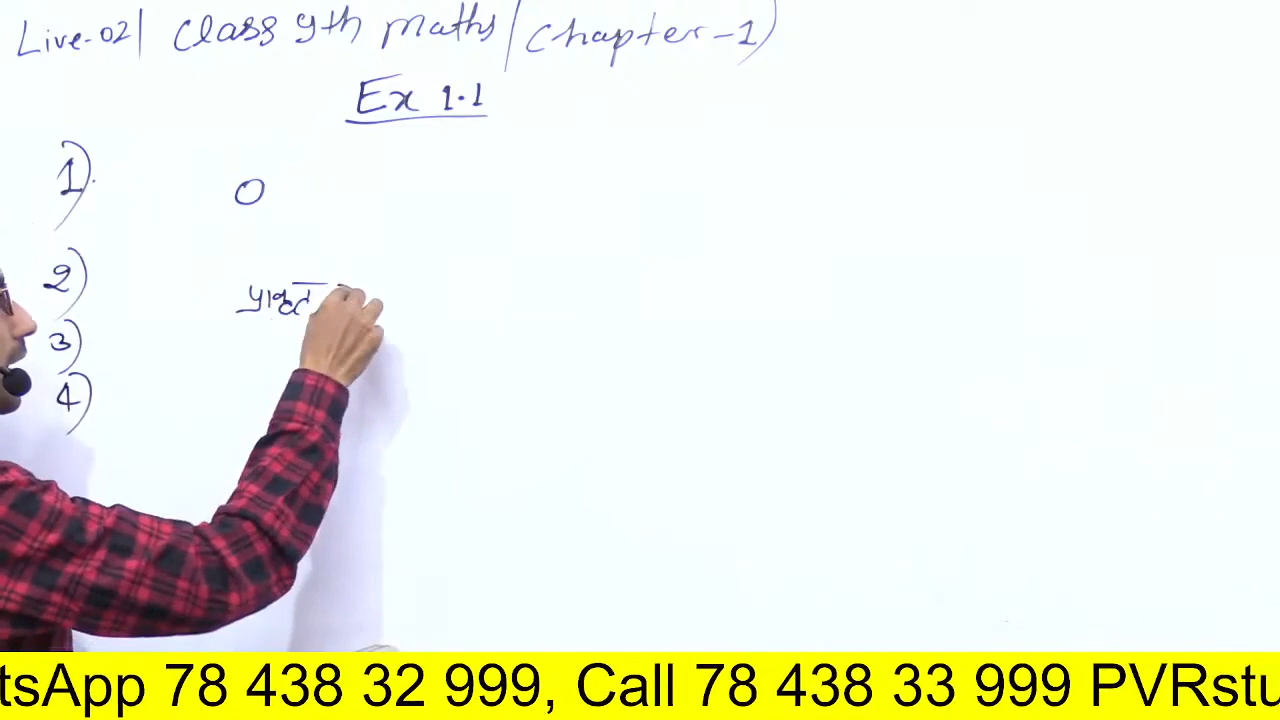 Live-02| Class 9th maths / Chapter-1)
Ex 1.1
1) 0
2) प्राकृत
3)
4)
tsApp 78 438 32 999, Call 78 438 33 999 PVRstu